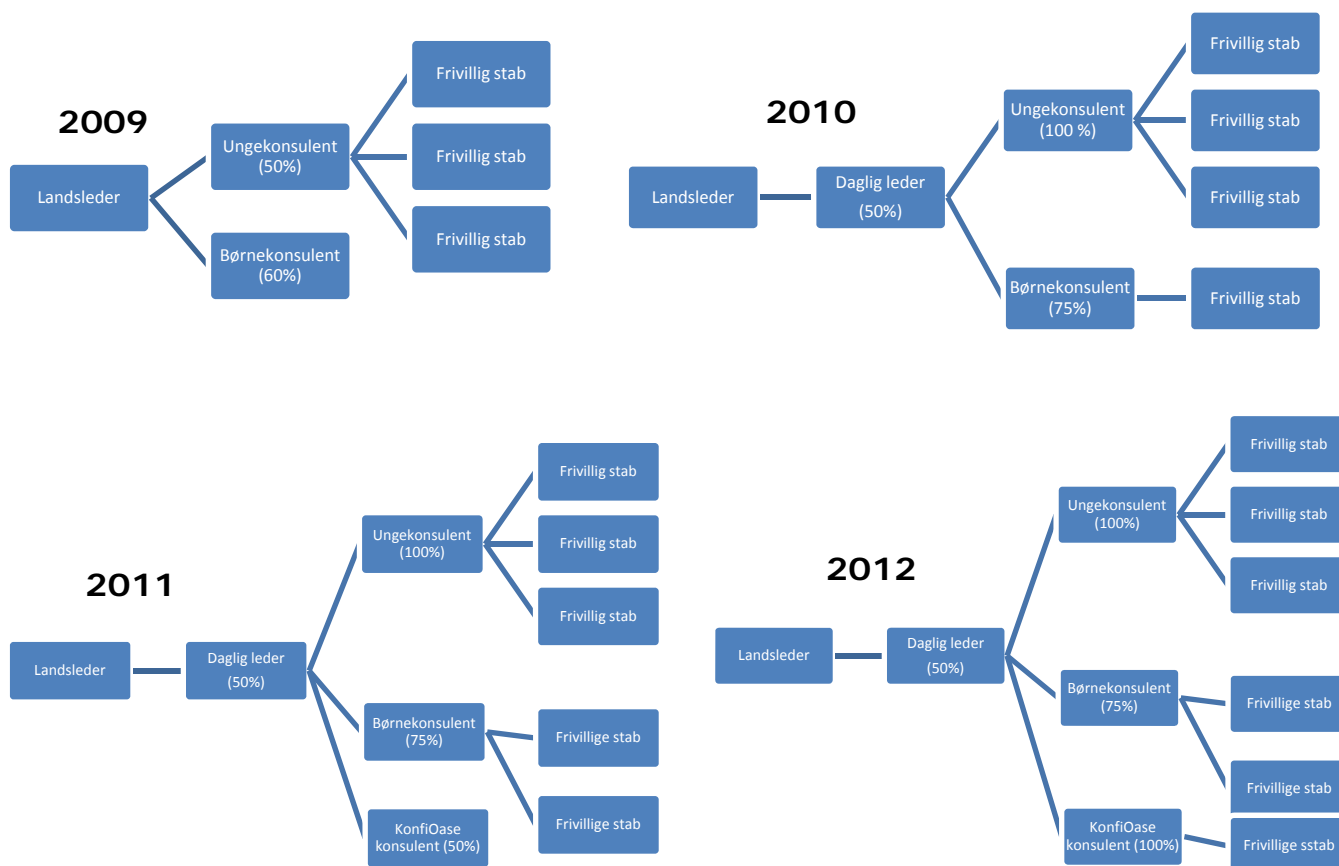 2009
Landsleder
Ungekonsulent
(50%)
Børnekonsulent
(60%)
Frivillig stab
Frivillig stab
Frivillig stab
2010
Landsleder
Daglig leder
(50%)
Ungekonsulent
(100 %)
Børnekonsulent
(75%)
Frivillig stab
Frivillig stab
Frivillig stab
Frivillig stab
2011
Landsleder
Daglig leder
(50%)
Ungekonsulent
(100%)
Børnekonsulent
(75%)
KonfiOase
konsulent (50%)
Frivillig stab
Frivillig stab
Frivillig stab
Frivillige stab
Frivillige stab
2012
Landsleder
Daglig leder
(50%)
Ungekonsulent
(100%)
Børnekonsulent
(75%)
KonfiOase
konsulent (100%)
Frivillig stab
Frivillig stab
Frivillig stab
Frivillige stab
Frivillige stab
Frivillige sstab